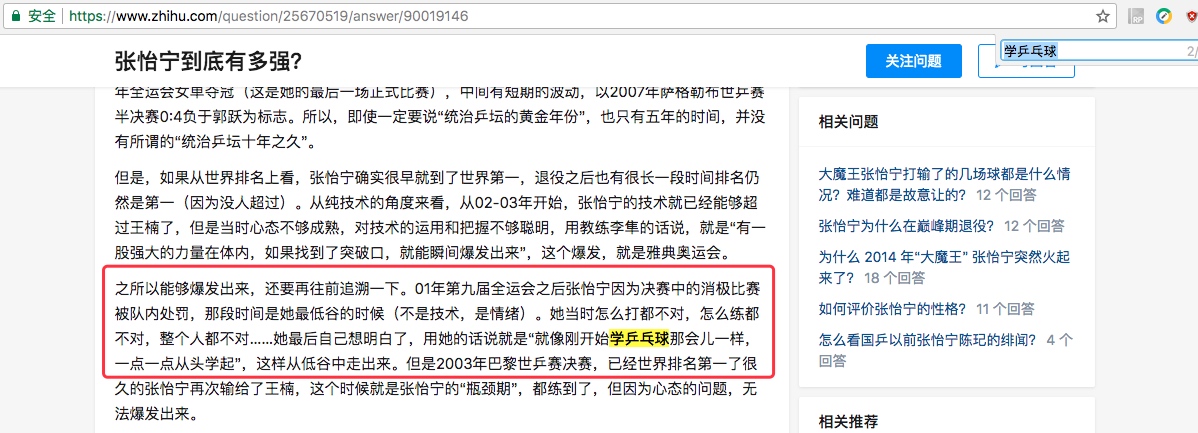 安全 https://www.zhihu.com/question/25670519/answer/90019146
张怡宁到底有多强?
关注问题
学乒乓球 2/
年全运会女单夺冠（这是她的最后一场正式比赛），中间有短期的波动，以2007年萨格勒布世乒赛
半决赛0:4负于郭跃为标志。所以，即使一定要说“统治乒坛的黄金年份”，也只有五年的时间，并没
有所谓的“统治乒坛十年之久”。
但是，如果从世界排名上看，张怡宁确实很早就到了世界第一，退役之后也有很长一段时间排名仍
然是第一（因为没人超过）。从纯技术的角度来看，从02-03年开始，张怡宁的技术就已经能够超
过王楠了，但是当时心态不够成熟，对技术的运用和把握不够聪明，用教练李隼的话说，就是“有一
股强大的力量在体内，如果找到了突破口，就能瞬间爆发出来”，这个爆发，就是雅典奥运会。
之所以能够爆发出来，还要再往前追溯一下。01年第九届全运会之后张怡宁因为决赛中的消极比赛
被队内处罚，那段时间是她最低谷的时候（不是技术，是情绪）。她当时怎么打都不对，怎么练都
不对，整个人都不对......她最后自己想明白了，用她的话说就是“就像刚开始学乒乓球那会儿一样，
一点一点从头学起”，这样从低谷中走出来。但是2003年巴黎世乒赛决赛，已经世界排名第一了很
久的张怡宁再次输给了王楠，这个时候就是张怡宁的“瓶颈期”，都练到了，但因为心态的问题，无
法爆发出来。
相关问题
大魔王张怡宁打输了的几场球都是什么情
况？难道都是故意让的？ 12 个回答
张怡宁为什么在巅峰期退役？ 12 个回答
为什么 2014 年“大魔王” 张怡宁突然火起
来了？ 18 个回答
如何评价张怡宁的性格？ 11 个回答
怎么看国乒以前张怡宁陈玘的绯闻？ 4 个
回答
相关推荐